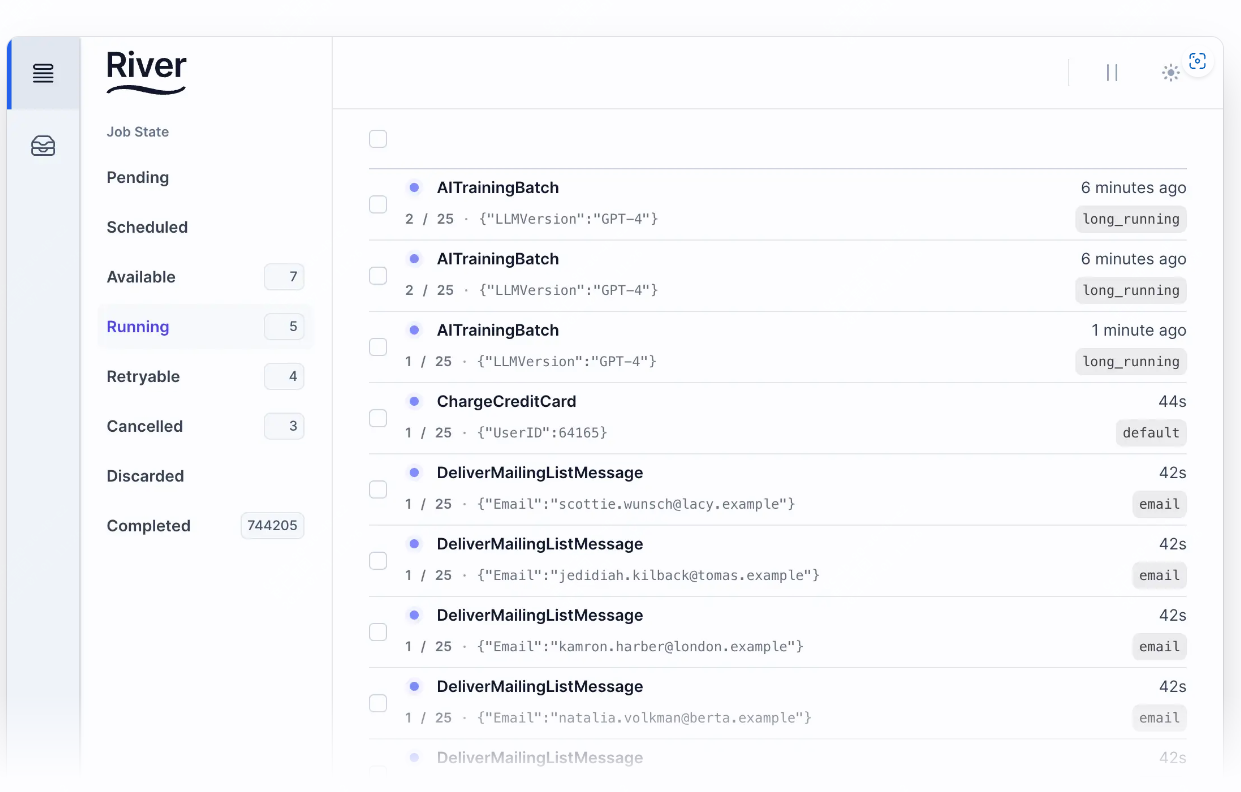 River
Job State
Pending
Scheduled
Available 7
Running 5
Retryable 4
Cancelled 3
Discarded
Completed 744205
AITrainingBatch 6 minutes ago
2 / 25 · {"LLMVersion":"GPT-4"} long_running
AITrainingBatch 6 minutes ago
2 / 25 · {"LLMVersion":"GPT-4"} long_running
AITrainingBatch 1 minute ago
1 / 25 · {"LLMVersion":"GPT-4"} long_running
ChargeCreditCard 44s
1 / 25 · {"UserID":64165} default
DeliverMailingListMessage 42s
1 / 25 · {"Email":"scottie.wunsch@lacy.example"} email
DeliverMailingListMessage 42s
1 / 25 · {"Email":"jedidiah.kilback@tomas.example"} email
DeliverMailingListMessage 42s
1 / 25 · {"Email":"kamron.harber@london.example"} email
DeliverMailingListMessage 42s
1 / 25 · {"Email":"natalia.volkman@berta.example"} email
DeliverMailingListMessage 42s